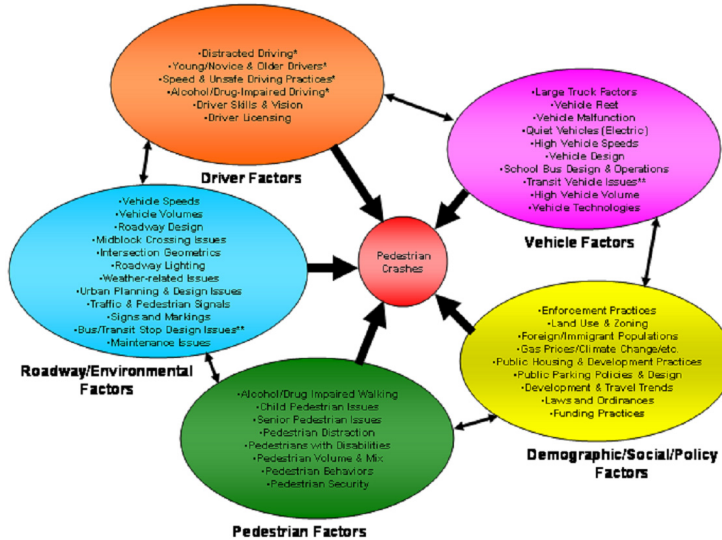 •Distracted Driving*
•Young/Novice & Older Drivers*
•Speed & Unsafe Driving Practices*
•Alcohol/Drug-Impaired Driving*
•Driver Skills & Vision
•Driver Licensing
Driver Factors
•Large Truck Factors
•Vehicle Fleet
•Vehicle Malfunction
•Quiet Vehicles (Electric)
•High Vehicle Speeds
•Vehicle Design
•School Bus Design & Operations
•Transit Vehicle Issues**
•High Vehicle Volume
•Vehicle Technologies
Vehicle Factors
•Vehicle Speeds
•Vehicle Volumes
•Roadway Design
•Midblock Crossing Issues
•Intersection Geometrics
•Roadway Lighting
•Weather-related Issues
•Urban Planning & Design Issues
•Traffic & Pedestrian Signals
•Signs and Markings
•Bus/Transit Stop Design Issues**
•Maintenance Issues
Roadway/Environmental
Factors
Pedestrian
Crashes
•Enforcement Practices
•Land Use & Zoning
•Foreign/Immigrant Populations
•Gas Prices/Climate Change/etc.
•Public Housing & Development Practices
•Public Parking Policies & Design
•Development & Travel Trends
•Laws and Ordinances
•Funding Practices
Demographic/Social/Policy
Factors
•Alcohol/Drug Impaired Walking
•Child Pedestrian Issues
•Senior Pedestrian Issues
•Pedestrian Distraction
•Pedestrians with Disabilities
•Pedestrian Volume & Mix
•Pedestrian Behaviors
•Pedestrian Security
Pedestrian Factors